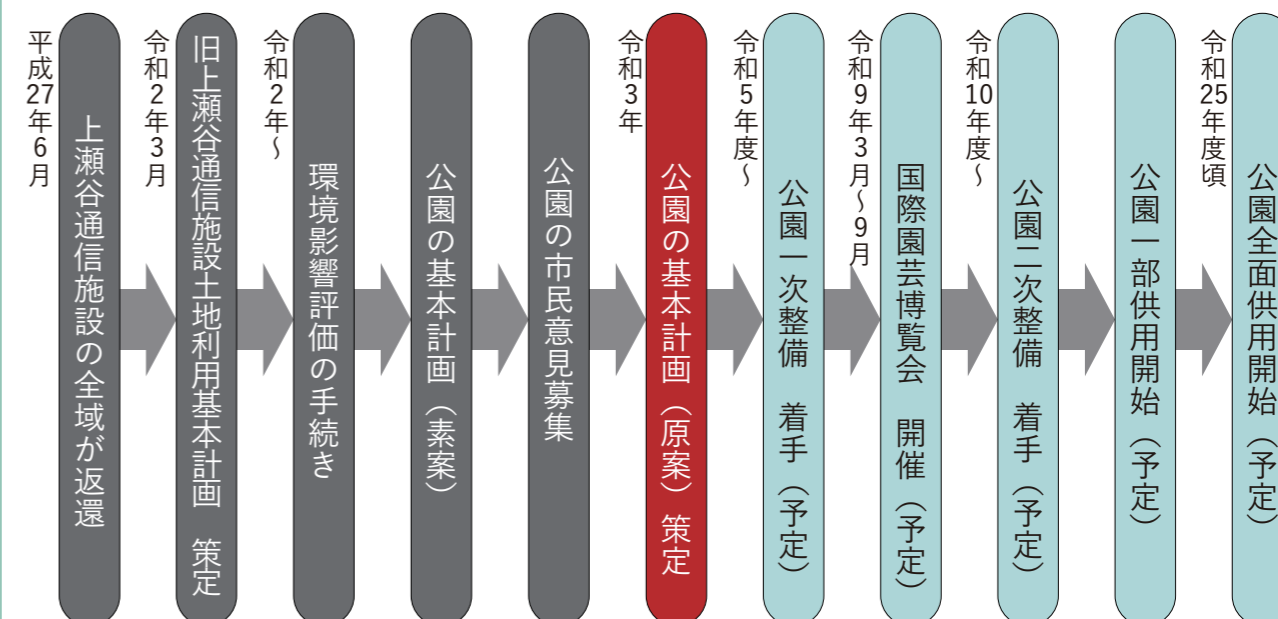 平成27年6月
上瀬谷通信施設の全域が返還
令和2年3月
旧上瀬谷通信施設土地利用基本計画　策定
令和2年～
環境影響評価の手続き
公園の基本計画（素案）
公園の市民意見募集
令和3年
公園の基本計画（原案）策定
令和5年度～
公園一次整備　着手（予定）
令和9年3月～9月
国際園芸博覧会　開催（予定）
令和10年度～
公園二次整備　着手（予定）
公園一部供用開始（予定）
令和25年度頃
公園全面供用開始（予定）